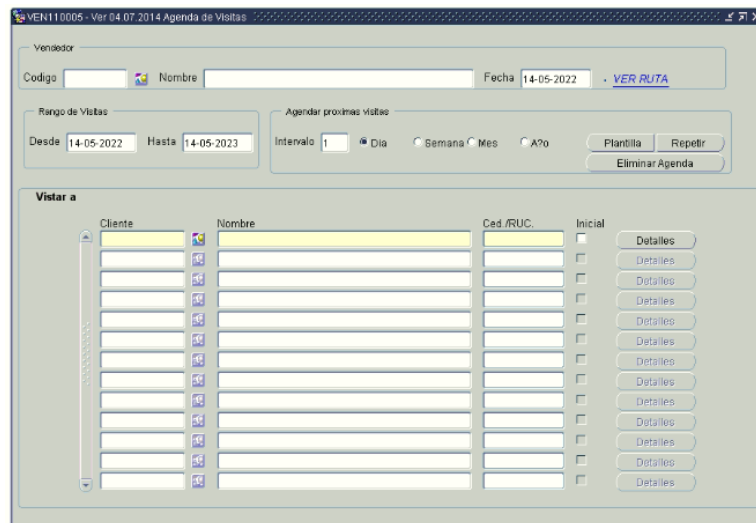 VEN110005 - Ver 04.07.2014 Agenda de Visitas
Vendedor
Codigo Nombre Fecha 14-05-2022 . VER RUTA
Rango de Visitas Agendar proximas visitas
Desde 14-05-2022 Hasta 14-05-2023 Intervalo 1 Dia Semana Mes A?o Plantilla Repetir
Eliminar Agenda
Vistar a
Cliente Nombre Ced./RUC. Inicial
Detalles
Detalles
Detalles
Detalles
Detalles
Detalles
Detalles
Detalles
Detalles
Detalles
Detalles
Detalles
Detalles